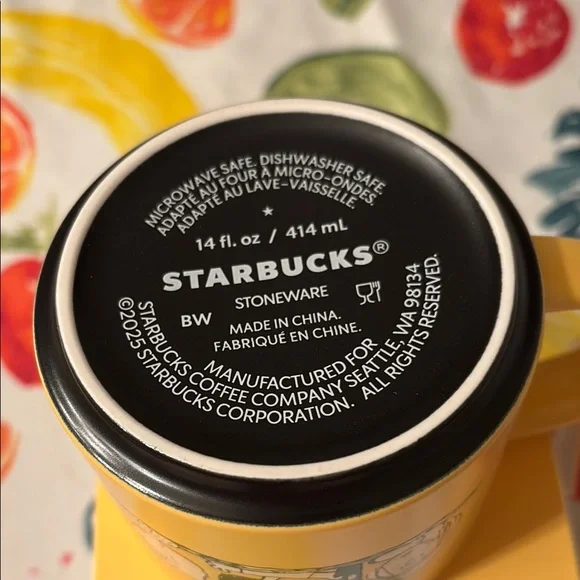 MICROWAVE SAFE. DISHWASHER SAFE.
ADAPTÉ AU FOUR À MICRO-ONDES.
ADAPTÉ AU LAVE-VAISSELLE.
14 fl. oz / 414 mL
STARBUCKS®
STONEWARE
BW
MADE IN CHINA.
FABRIQUÉ EN CHINE.
MANUFACTURED FOR
STARBUCKS COFFEE COMPANY SEATTLE, WA 98134
©2025 STARBUCKS CORPORATION. ALL RIGHTS RESERVED.